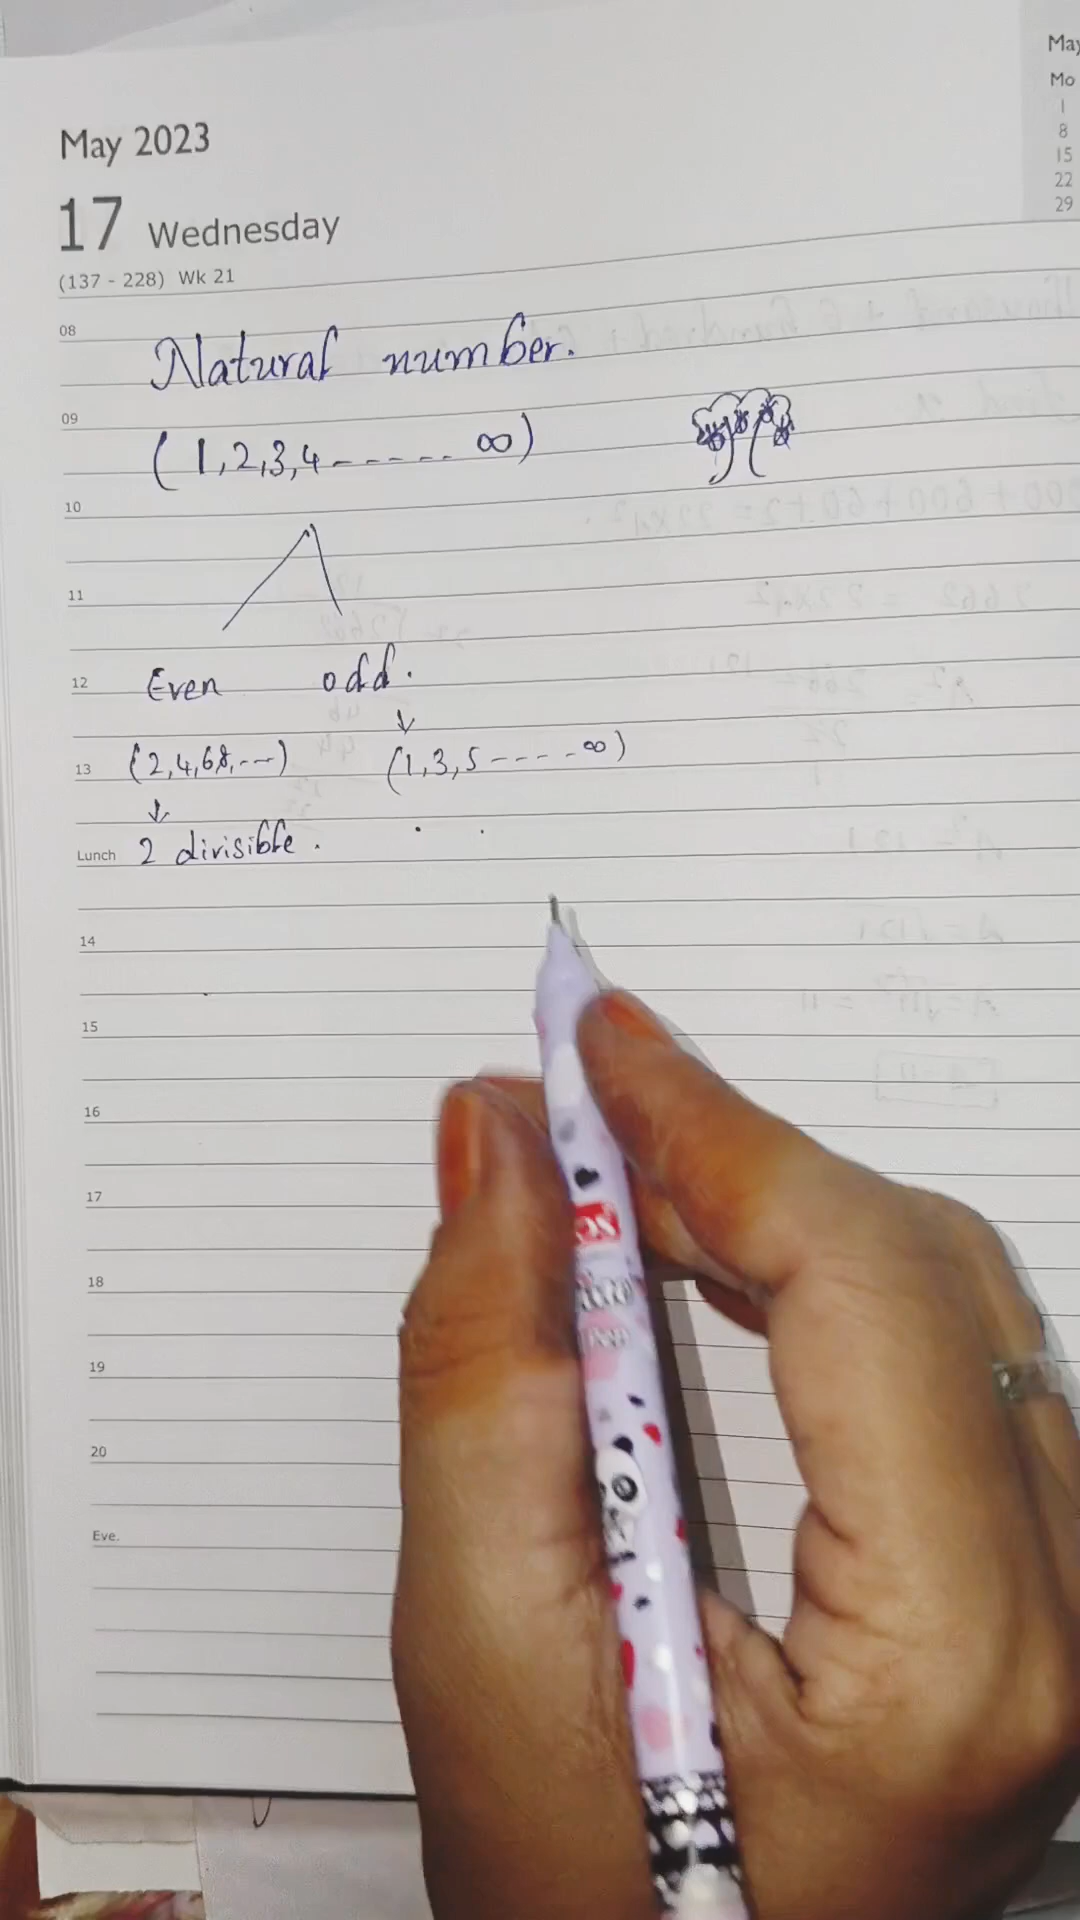 May
Mo
1
8
15
22
29
May 2023
17 Wednesday
(137 - 228) Wk 21
08
Natural number.
09
(1,2,3,4------ ∞)
10
11
12
Even odd.
13
(2,4,6,8,---) (1,3,5----- ∞)
Lunch
2 divisible.
14
15
16
17
18
19
20
Eve.